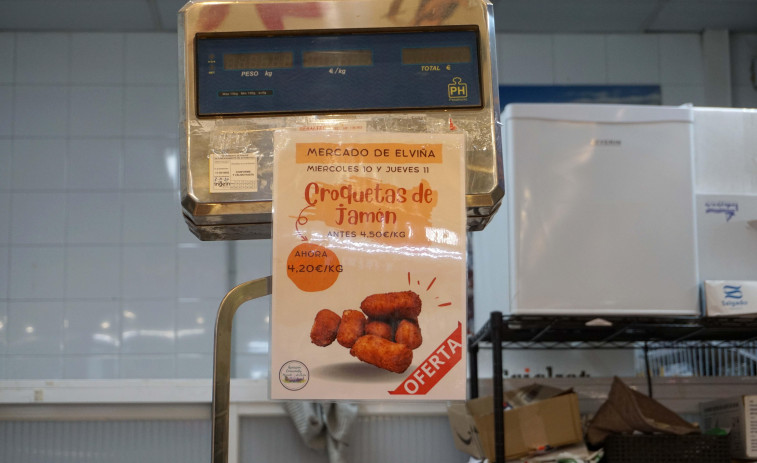 PESO kg
€/kg
TOTAL €
PH
MERCADO DE ELVIÑA
MIERCOLES 10 Y JUEVES 11
Croquetas de
jamón
ANTES 4,50€/KG
AHORA
4,20€/KG
OFERTA